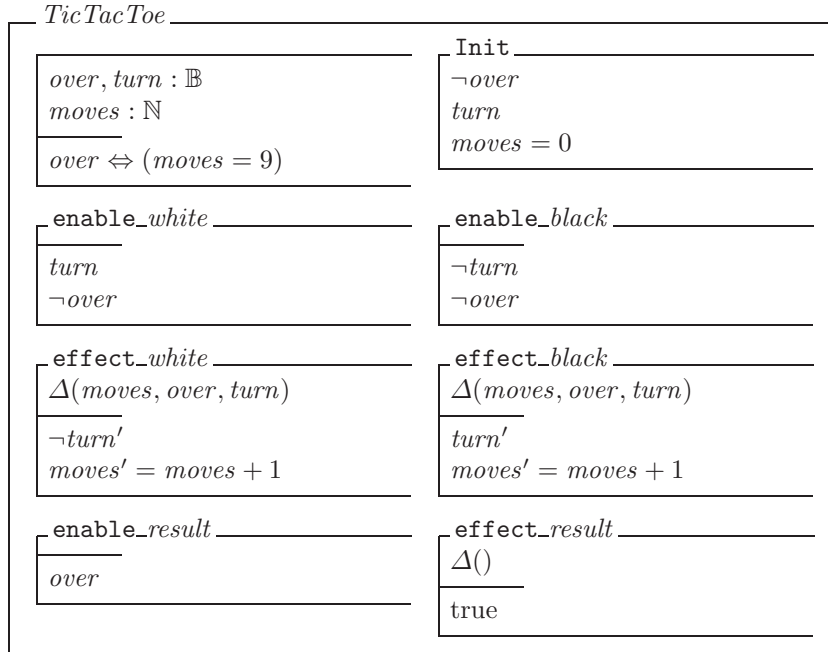 TicTacToe
over, turn : 𝔹
moves : ℕ
over ⇔ (moves = 9)
Init
¬over
turn
moves = 0
enable_white
turn
¬over
enable_black
¬turn
¬over
effect_white
Δ(moves, over, turn)
¬turn′
moves′ = moves + 1
effect_black
Δ(moves, over, turn)
turn′
moves′ = moves + 1
enable_result
over
effect_result
Δ()
true